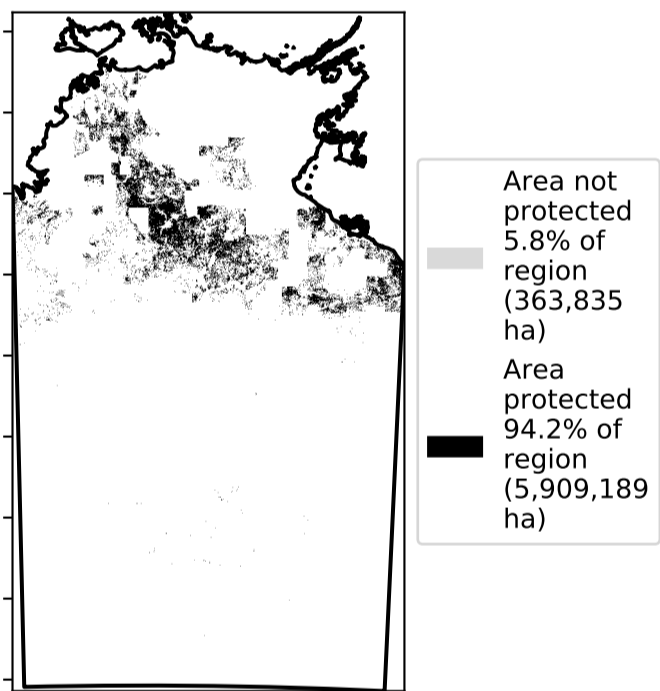 Area not
protected
5.8% of
region
(363,835
ha)
Area
protected
94.2% of
region
(5,909,189
ha)